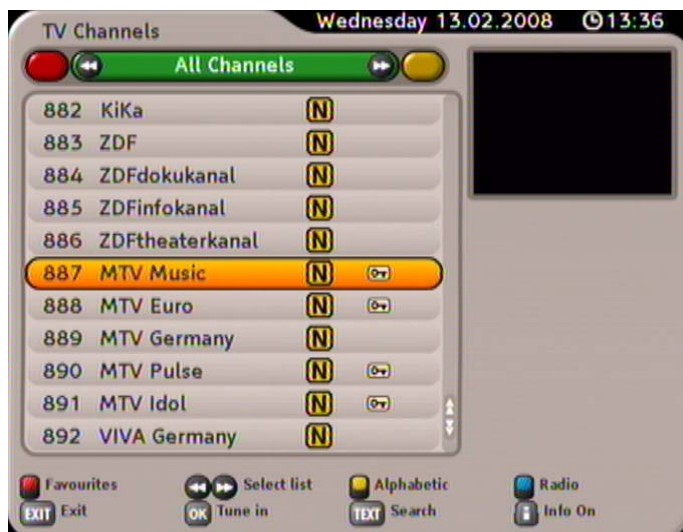 TV Channels
Wednesday 13.02.2008 13:36
All Channels
882 KiKa N
883 ZDF N
884 ZDFdokukanal N
885 ZDFinfokanal N
886 ZDFtheaterkanal N
887 MTV Music N
888 MTV Euro N
889 MTV Germany N
890 MTV Pulse N
891 MTV Idol N
892 VIVA Germany N
Favourites Select list Alphabetic Radio
EXIT Exit OK Tune in TEXT Search i Info On